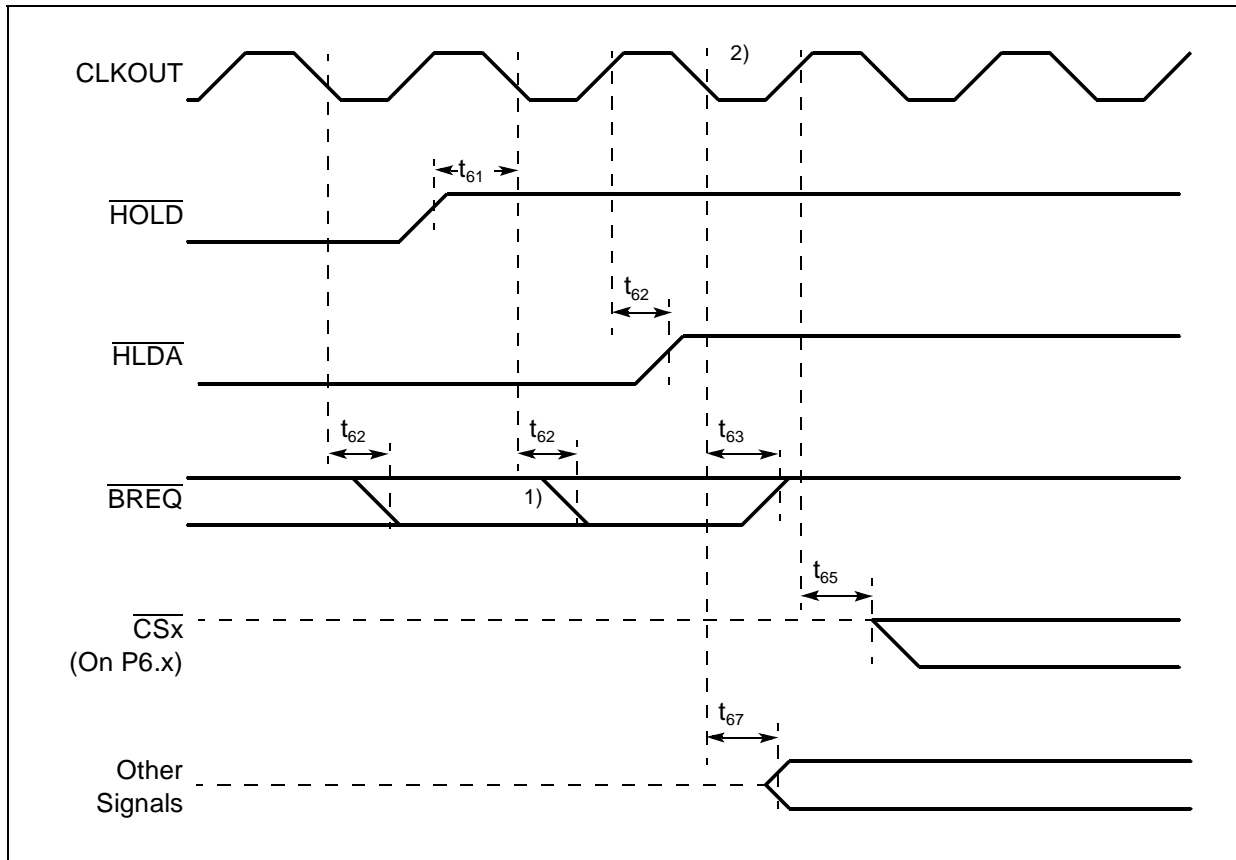 2)
CLKOUT
t61
HOLD
t62
HLDA
t62
t62
t63
BREQ
1)
t65
CSx
(On P6.x)
t67
Other
Signals